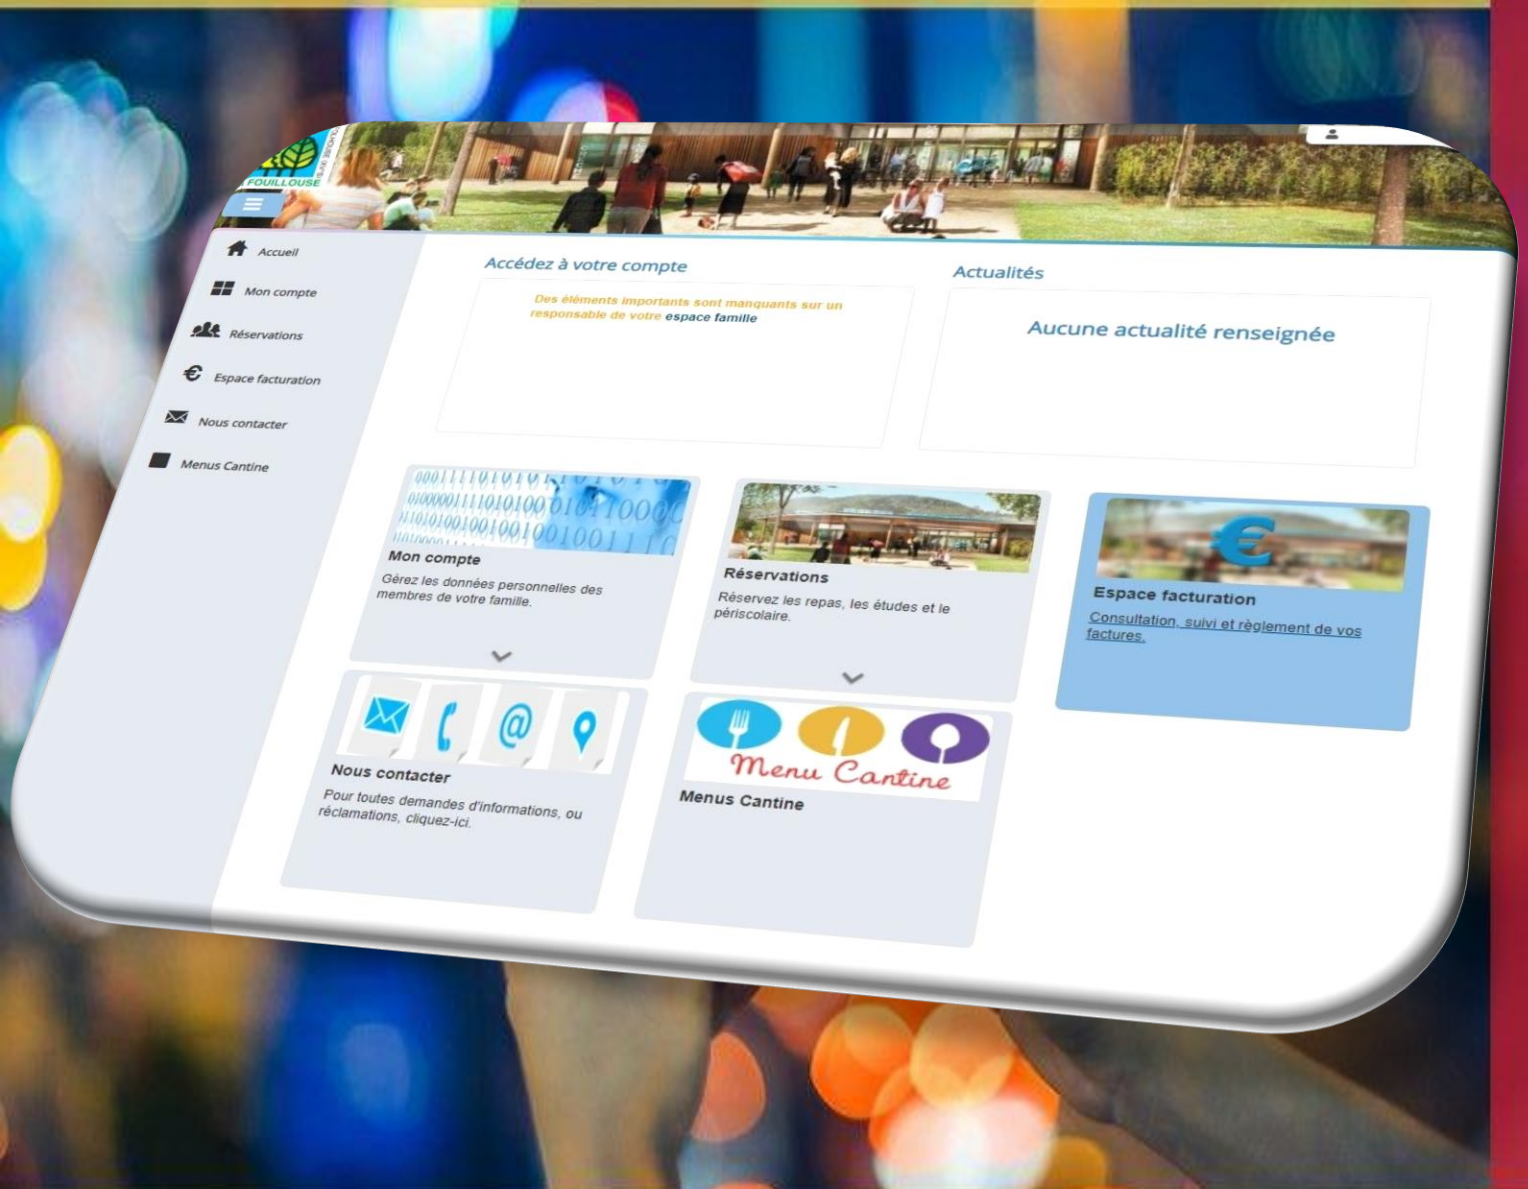 FOUILLOUSE
Accueil
Mon compte
Réservations
Espace facturation
Nous contacter
Menus Cantine
Accédez à votre compte
Des éléments importants sont manquants sur un
responsable de votre espace famille
Actualités
Aucune actualité renseignée
Mon compte
Gérez les données personnelles des
membres de votre famille.
Réservations
Réservez les repas, les études et le
périscolaire.
€
Espace facturation
Consultation, suivi et règlement de vos
factures.
@
Nous contacter
Pour toutes demandes d'informations, ou
réclamations, cliquez-ici.
Menu Cantine
Menus Cantine